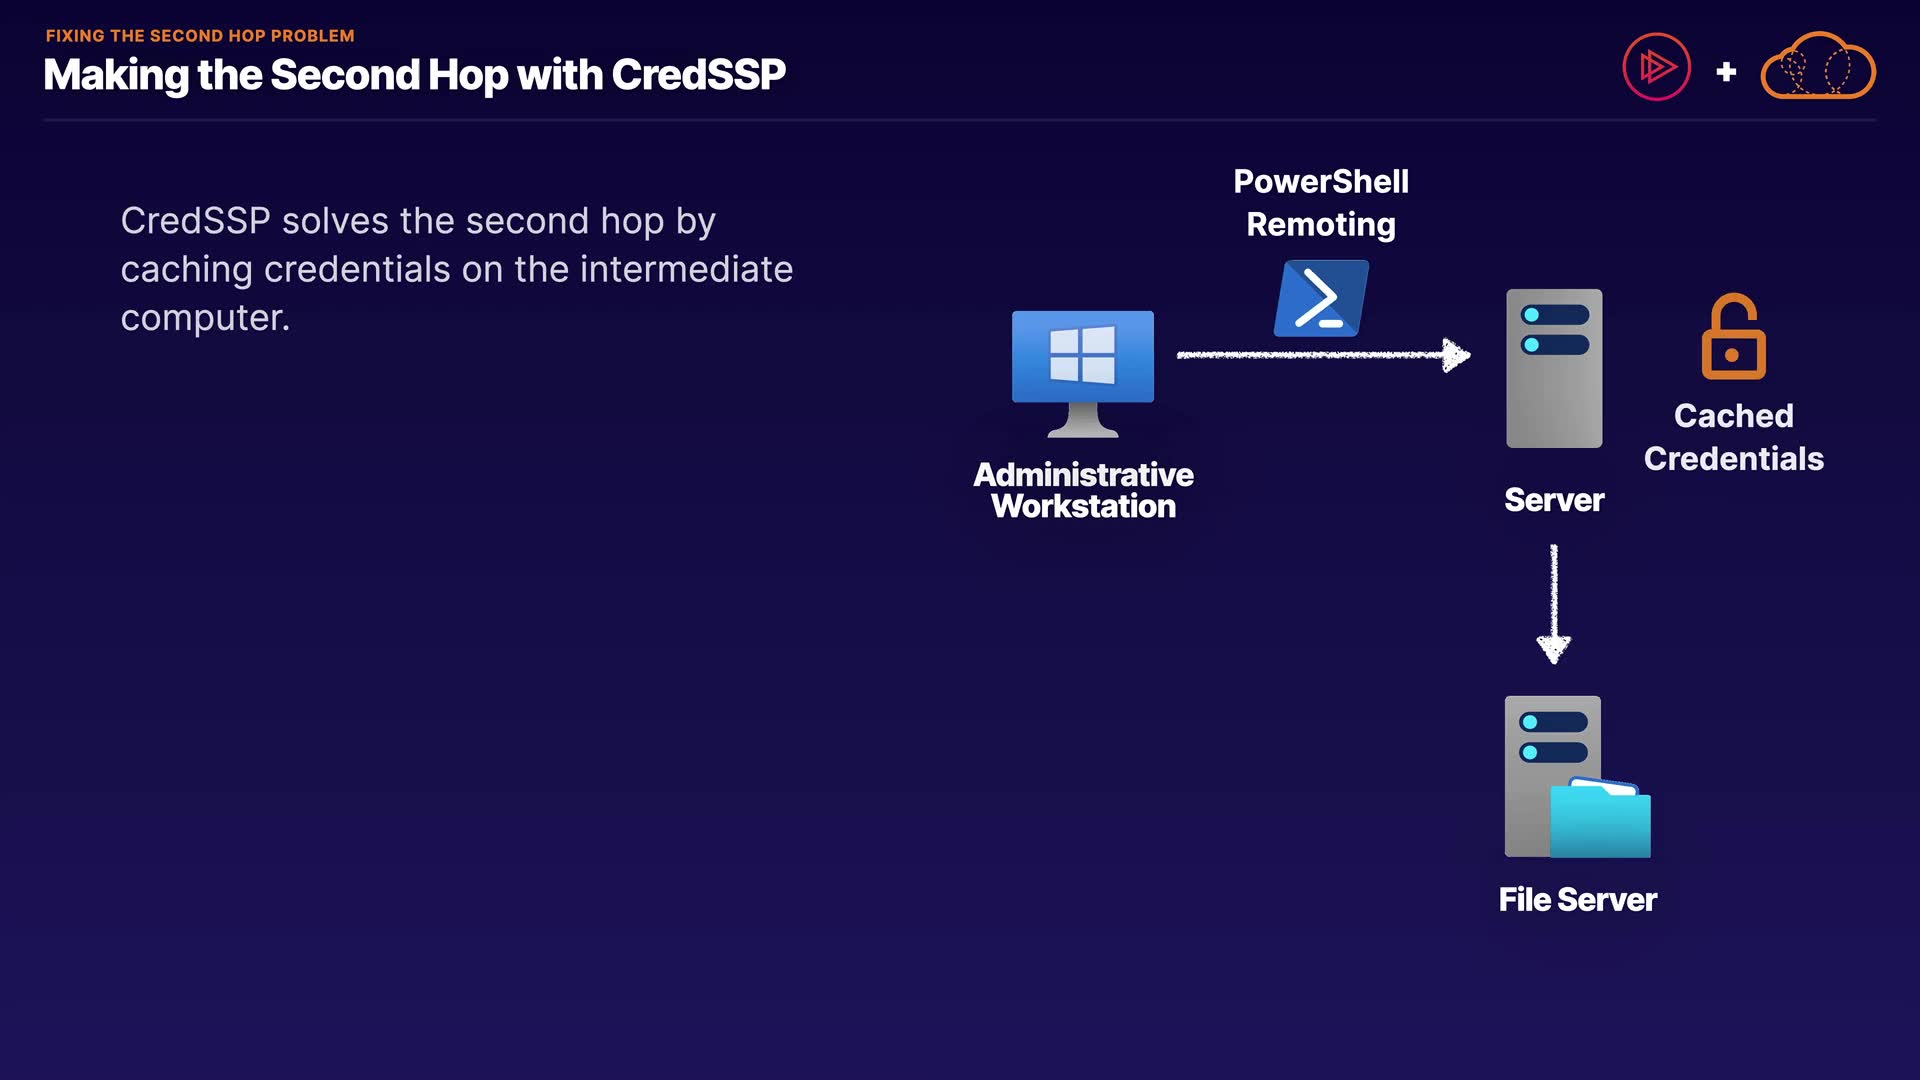 FIXING THE SECOND HOP PROBLEM
Making the Second Hop with CredSSP
CredSSP solves the second hop by
caching credentials on the intermediate
computer.
PowerShell
Remoting
Administrative
Workstation
Server
Cached
Credentials
File Server